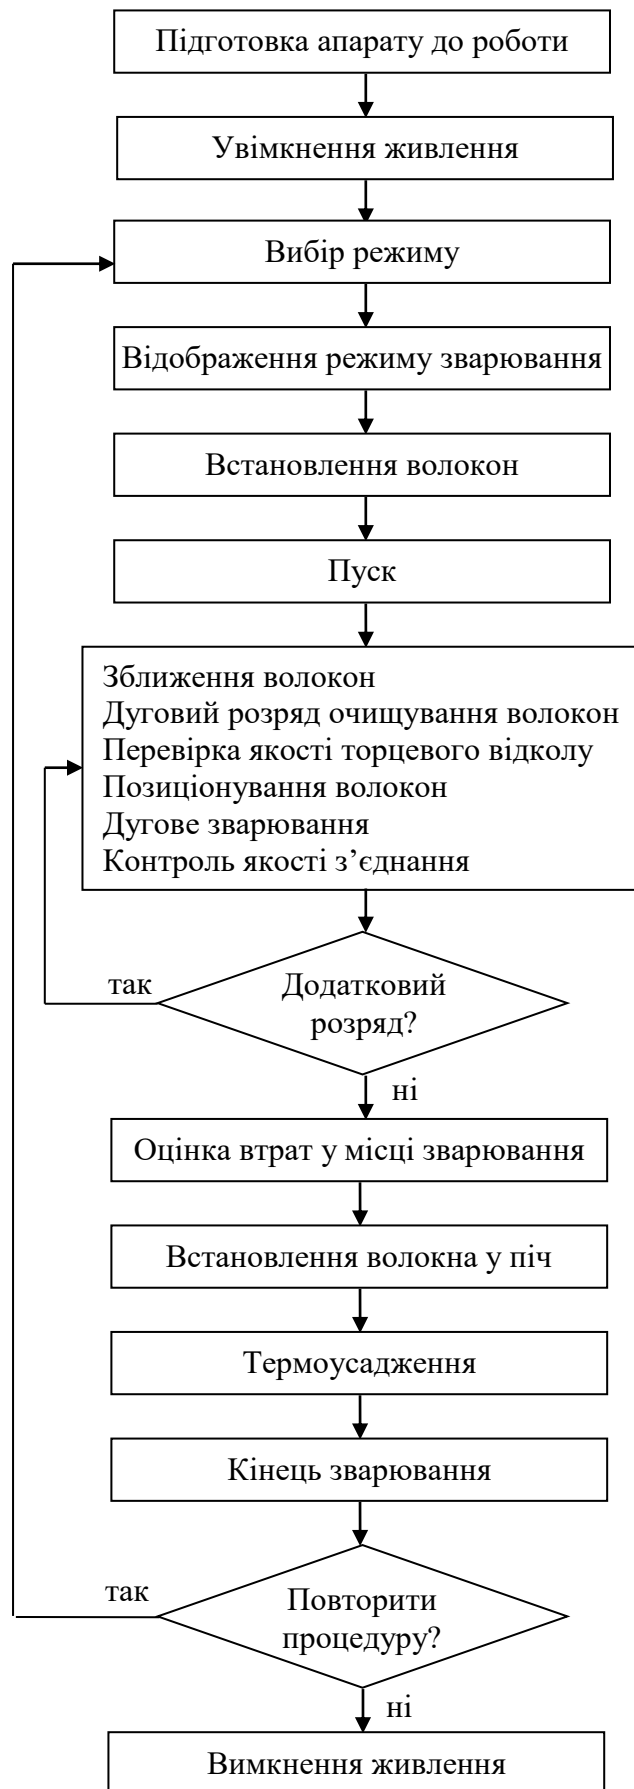 Підготовка апарату до роботи
Увімкнення живлення
Вибір режиму
Відображення режиму зварювання
Встановлення волокон
Пуск
Зближення волокон
Дуговий розряд очищування волокон
Перевірка якості торцевого відколу
Позиціонування волокон
Дугове зварювання
Контроль якості з’єднання
так
Додатковий
розряд?
ні
Оцінка втрат у місці зварювання
Встановлення волокна у піч
Термоусадження
Кінець зварювання
так
Повторити
процедуру?
ні
Вимкнення живлення